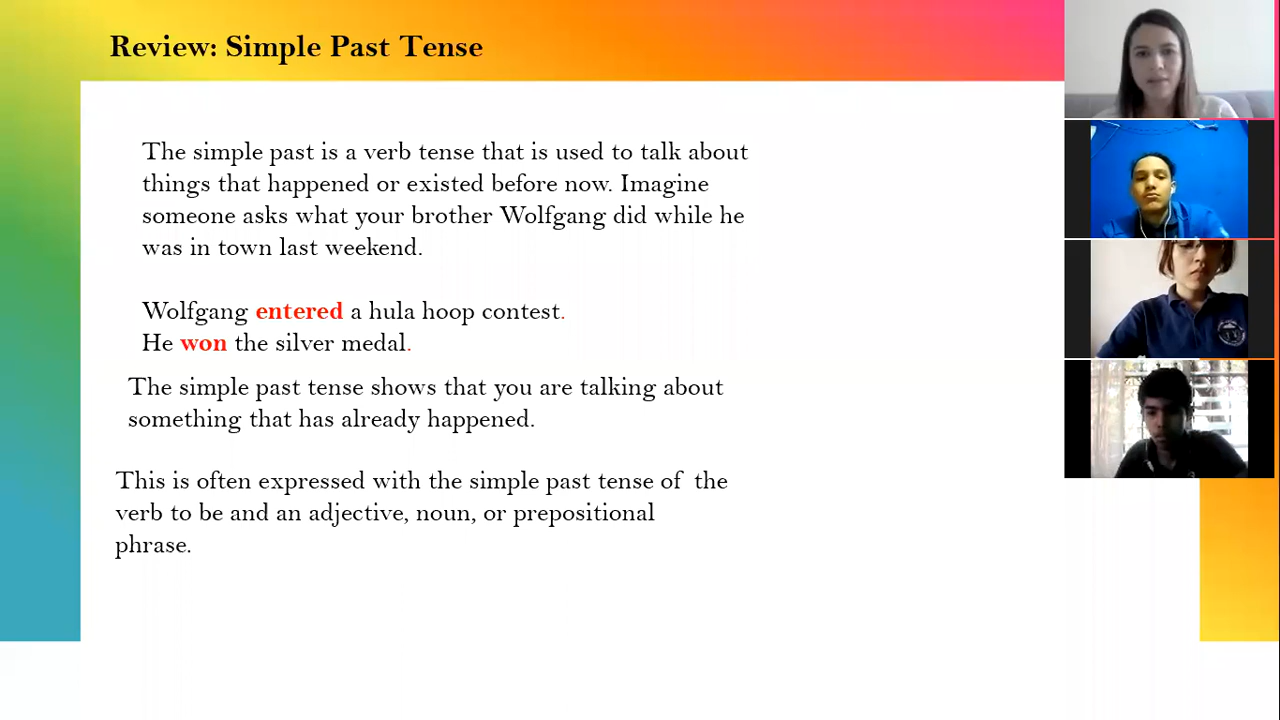 Review: Simple Past Tense
The simple past is a verb tense that is used to talk about
things that happened or existed before now. Imagine
someone asks what your brother Wolfgang did while he
was in town last weekend.
Wolfgang entered a hula hoop contest.
He won the silver medal.
The simple past tense shows that you are talking about
something that has already happened.
This is often expressed with the simple past tense of the
verb to be and an adjective, noun, or prepositional
phrase.